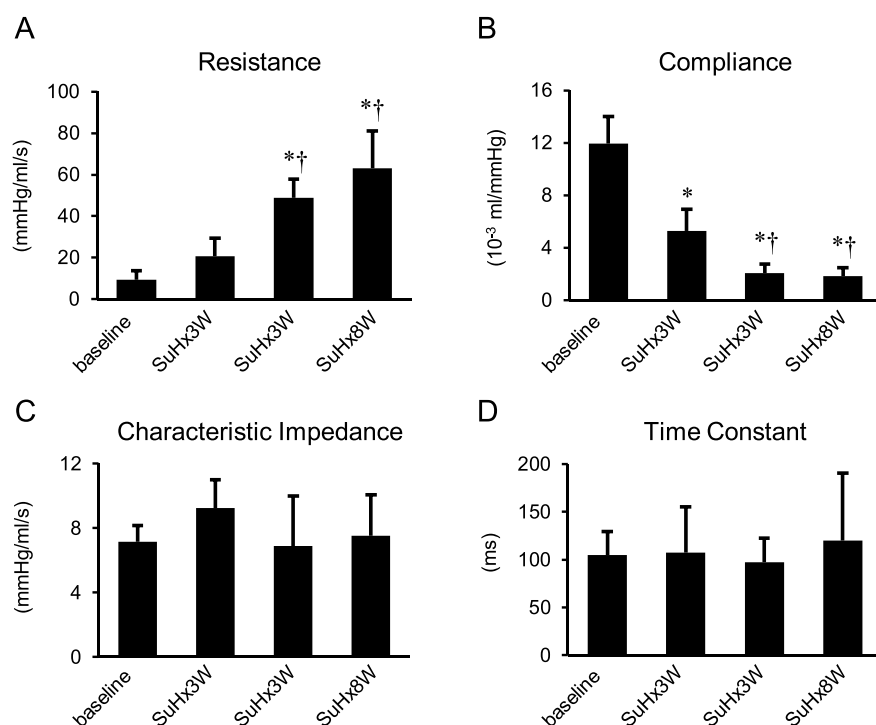 A
Resistance
(mmHg/ml/s)
100
80
60
40
20
0
*†
*†
baseline
SuHx3W
SuHx3W
SuHx8W
B
Compliance
(10⁻³ ml/mmHg)
16
12
8
4
0
*
*†
*†
baseline
SuHx3W
SuHx3W
SuHx8W
C
Characteristic Impedance
(mmHg/ml/s)
12
8
4
0
baseline
SuHx3W
SuHx3W
SuHx8W
D
Time Constant
(ms)
200
150
100
50
0
baseline
SuHx3W
SuHx3W
SuHx8W